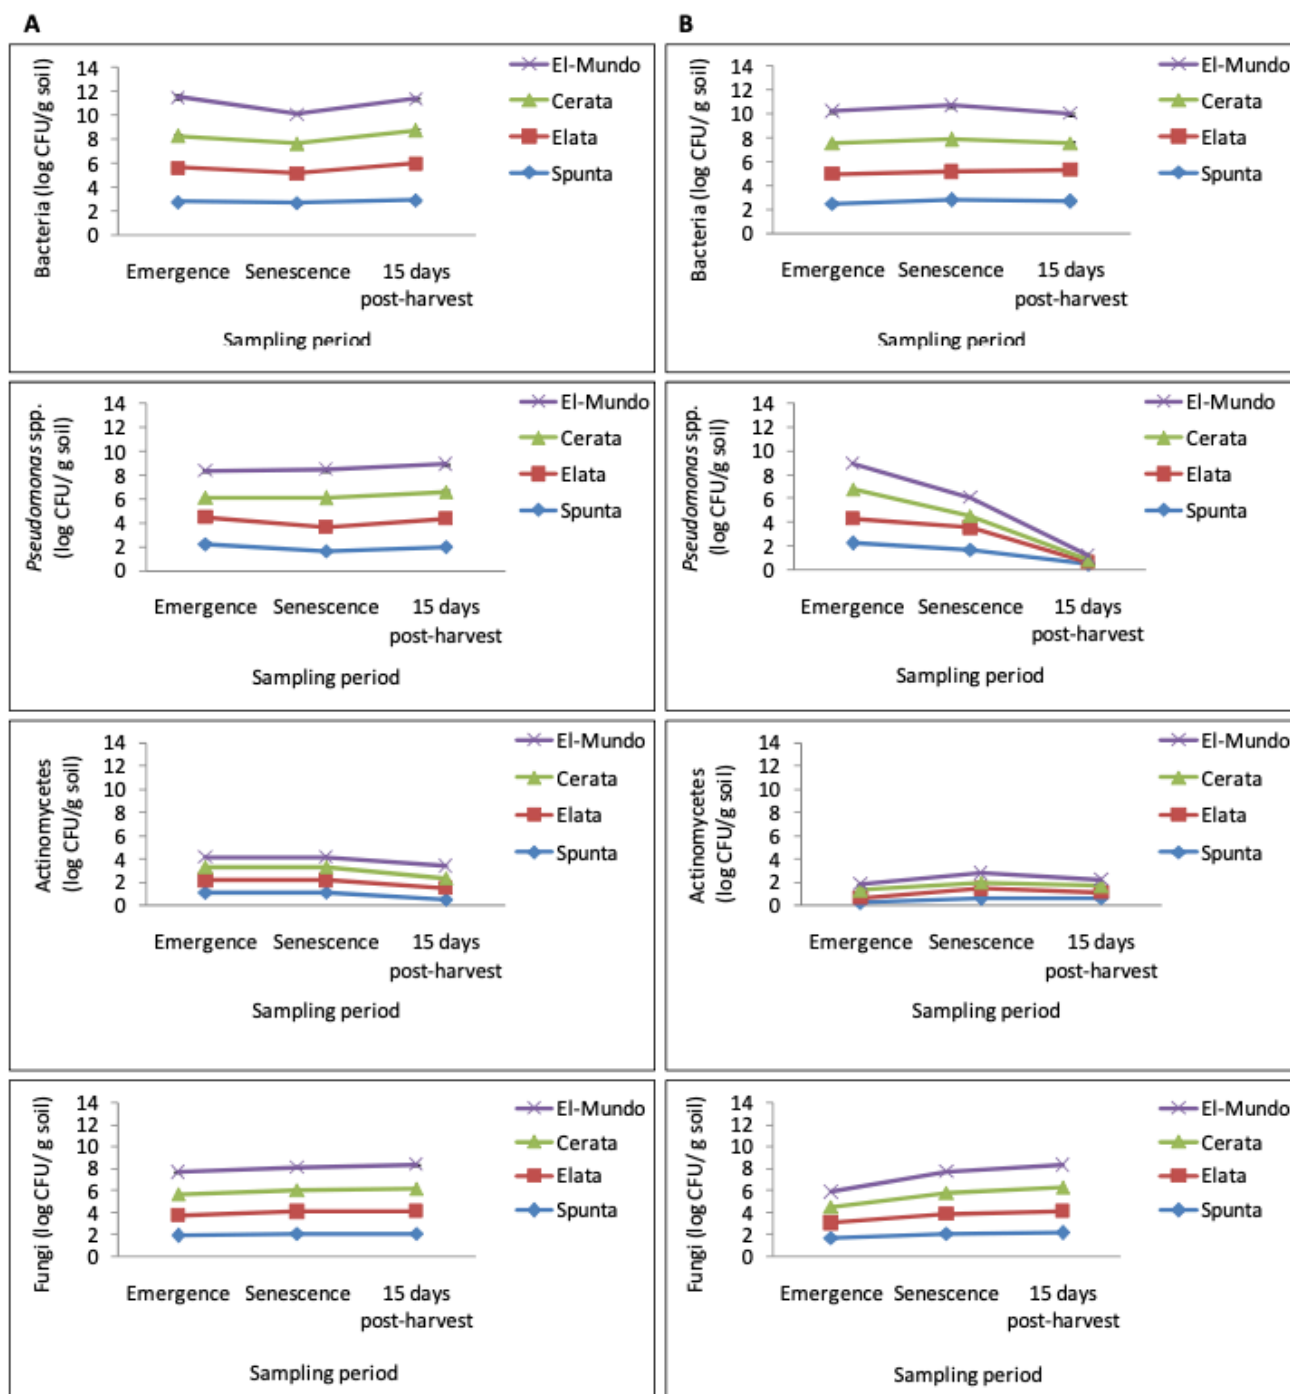 A
B
Bacteria (log CFU/ g soil)
14
12
10
8
6
4
2
0
Emergence Senescence 15 days
post-harvest
Sampling period
El-Mundo
Cerata
Elata
Spunta
Bacteria (log CFU/ g soil)
14
12
10
8
6
4
2
0
Emergence Senescence 15 days
post-harvest
Sampling period
El-Mundo
Cerata
Elata
Spunta
Pseudomonas spp.
(log CFU/ g soil)
14
12
10
8
6
4
2
0
Emergence Senescence 15 days
post-harvest
Sampling period
El-Mundo
Cerata
Elata
Spunta
Pseudomonas spp.
(log CFU/ g soil)
14
12
10
8
6
4
2
0
Emergence Senescence 15 days
post-harvest
Sampling period
El-Mundo
Cerata
Elata
Spunta
Actinomycetes
(log CFU/g soil)
14
12
10
8
6
4
2
0
Emergence Senescence 15 days
post-harvest
Sampling period
El-Mundo
Cerata
Elata
Spunta
Actinomycetes
(log CFU/g soil)
14
12
10
8
6
4
2
0
Emergence Senescence 15 days
post-harvest
Sampling period
El-Mundo
Cerata
Elata
Spunta
Fungi (log CFU/ g soil)
14
12
10
8
6
4
2
0
Emergence Senescence 15 days
post-harvest
Sampling period
El-Mundo
Cerata
Elata
Spunta
Fungi (log CFU/ g soil)
14
12
10
8
6
4
2
0
Emergence Senescence 15 days
post-harvest
Sampling period
El-Mundo
Cerata
Elata
Spunta